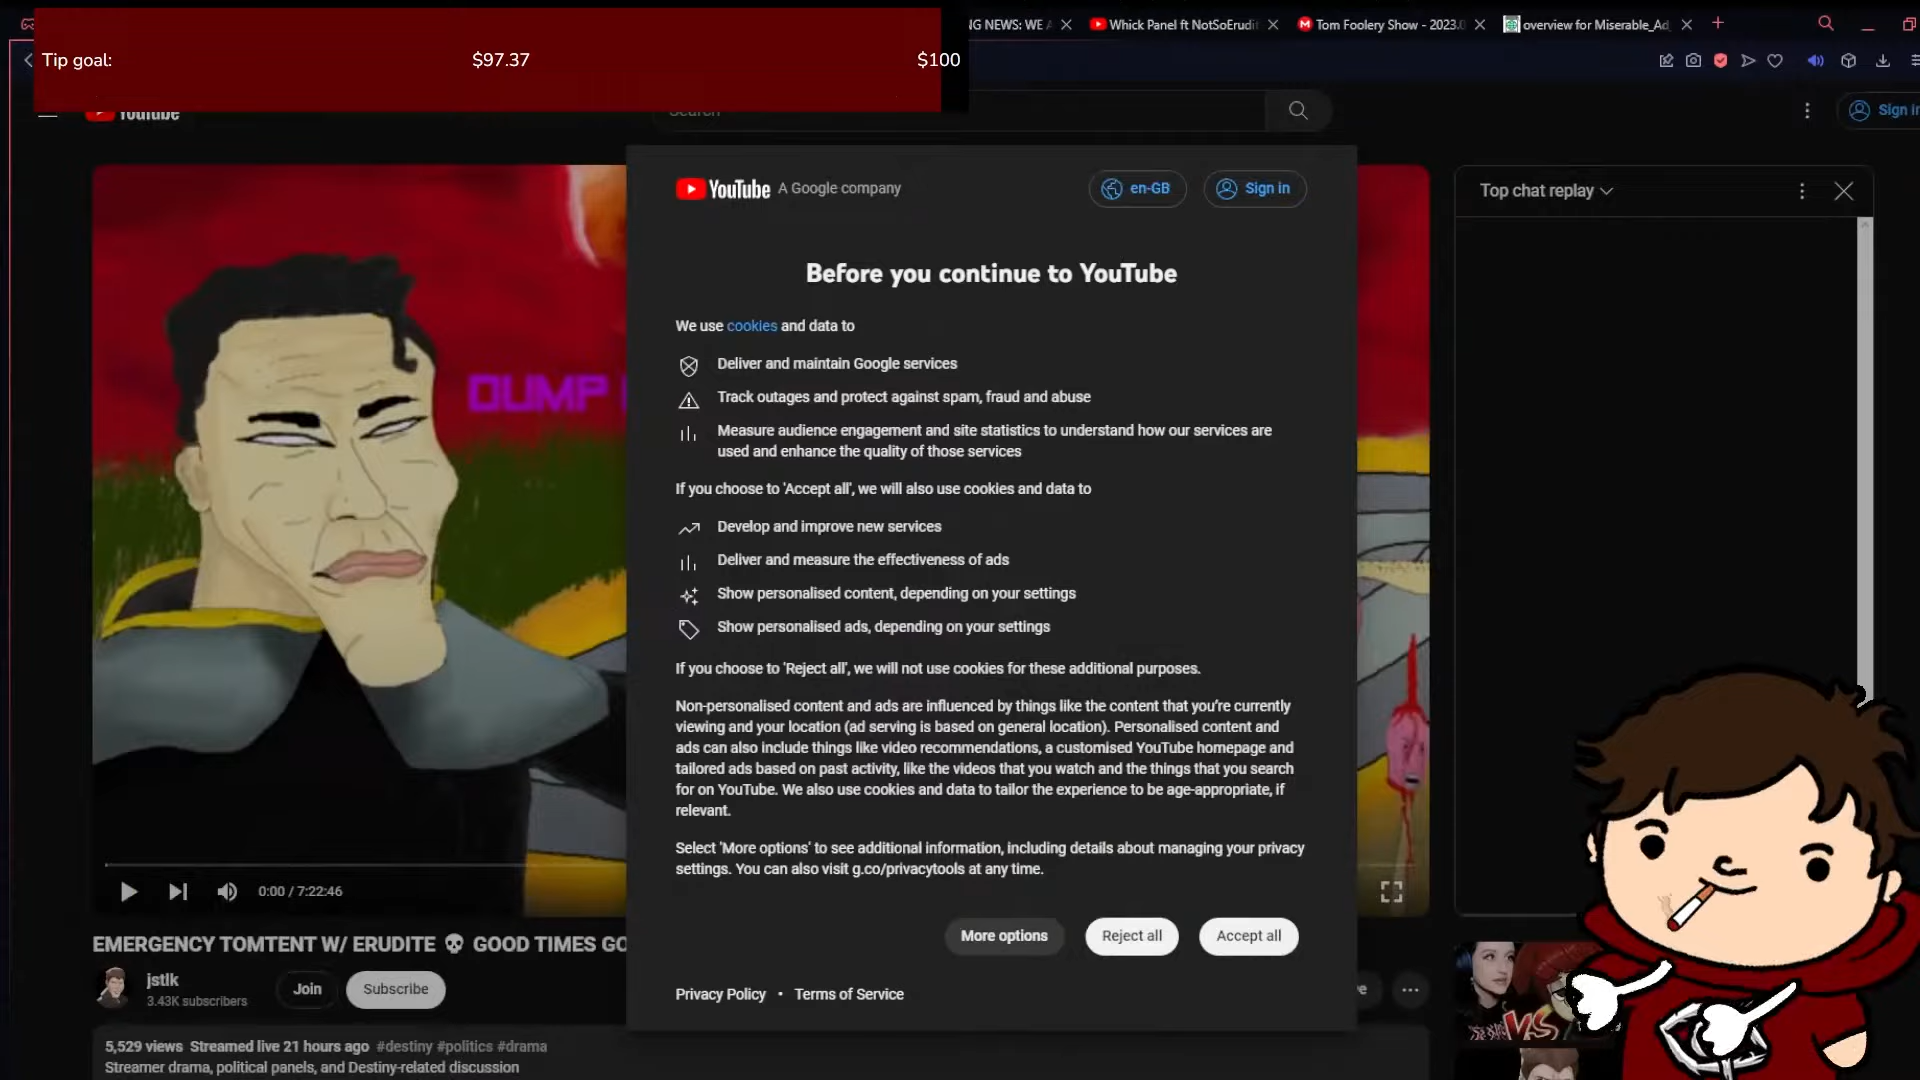 NG NEWS: WE A
Whick Panel ft NotSoErudi
Tom Foolery Show - 2023.0
overview for Miserable_Ad
Tip goal:
$97.37
$100
YouTube
Search
Sign in
YouTube A Google company
en-GB
Sign in
Top chat replay
Before you continue to YouTube
We use cookies and data to
Deliver and maintain Google services
Track outages and protect against spam, fraud and abuse
Measure audience engagement and site statistics to understand how our services are
used and enhance the quality of those services
If you choose to 'Accept all', we will also use cookies and data to
Develop and improve new services
Deliver and measure the effectiveness of ads
Show personalised content, depending on your settings
Show personalised ads, depending on your settings
If you choose to 'Reject all', we will not use cookies for these additional purposes.
Non-personalised content and ads are influenced by things like the content that you're currently
viewing and your location (ad serving is based on general location). Personalised content and
ads can also include things like video recommendations, a customised YouTube homepage and
tailored ads based on past activity, like the videos that you watch and the things that you search
for on YouTube. We also use cookies and data to tailor the experience to be age-appropriate, if
relevant.
Select 'More options' to see additional information, including details about managing your privacy
settings. You can also visit g.co/privacytools at any time.
More options
Reject all
Accept all
Privacy Policy • Terms of Service
DUMP
0:00 / 7:22:46
EMERGENCY TOMTENT W/ ERUDITE 💀 GOOD TIMES GO
jstlk
3.43K subscribers
Join
Subscribe
5,529 views Streamed live 21 hours ago #destiny #politics #drama
Streamer drama, political panels, and Destiny-related discussion
VS